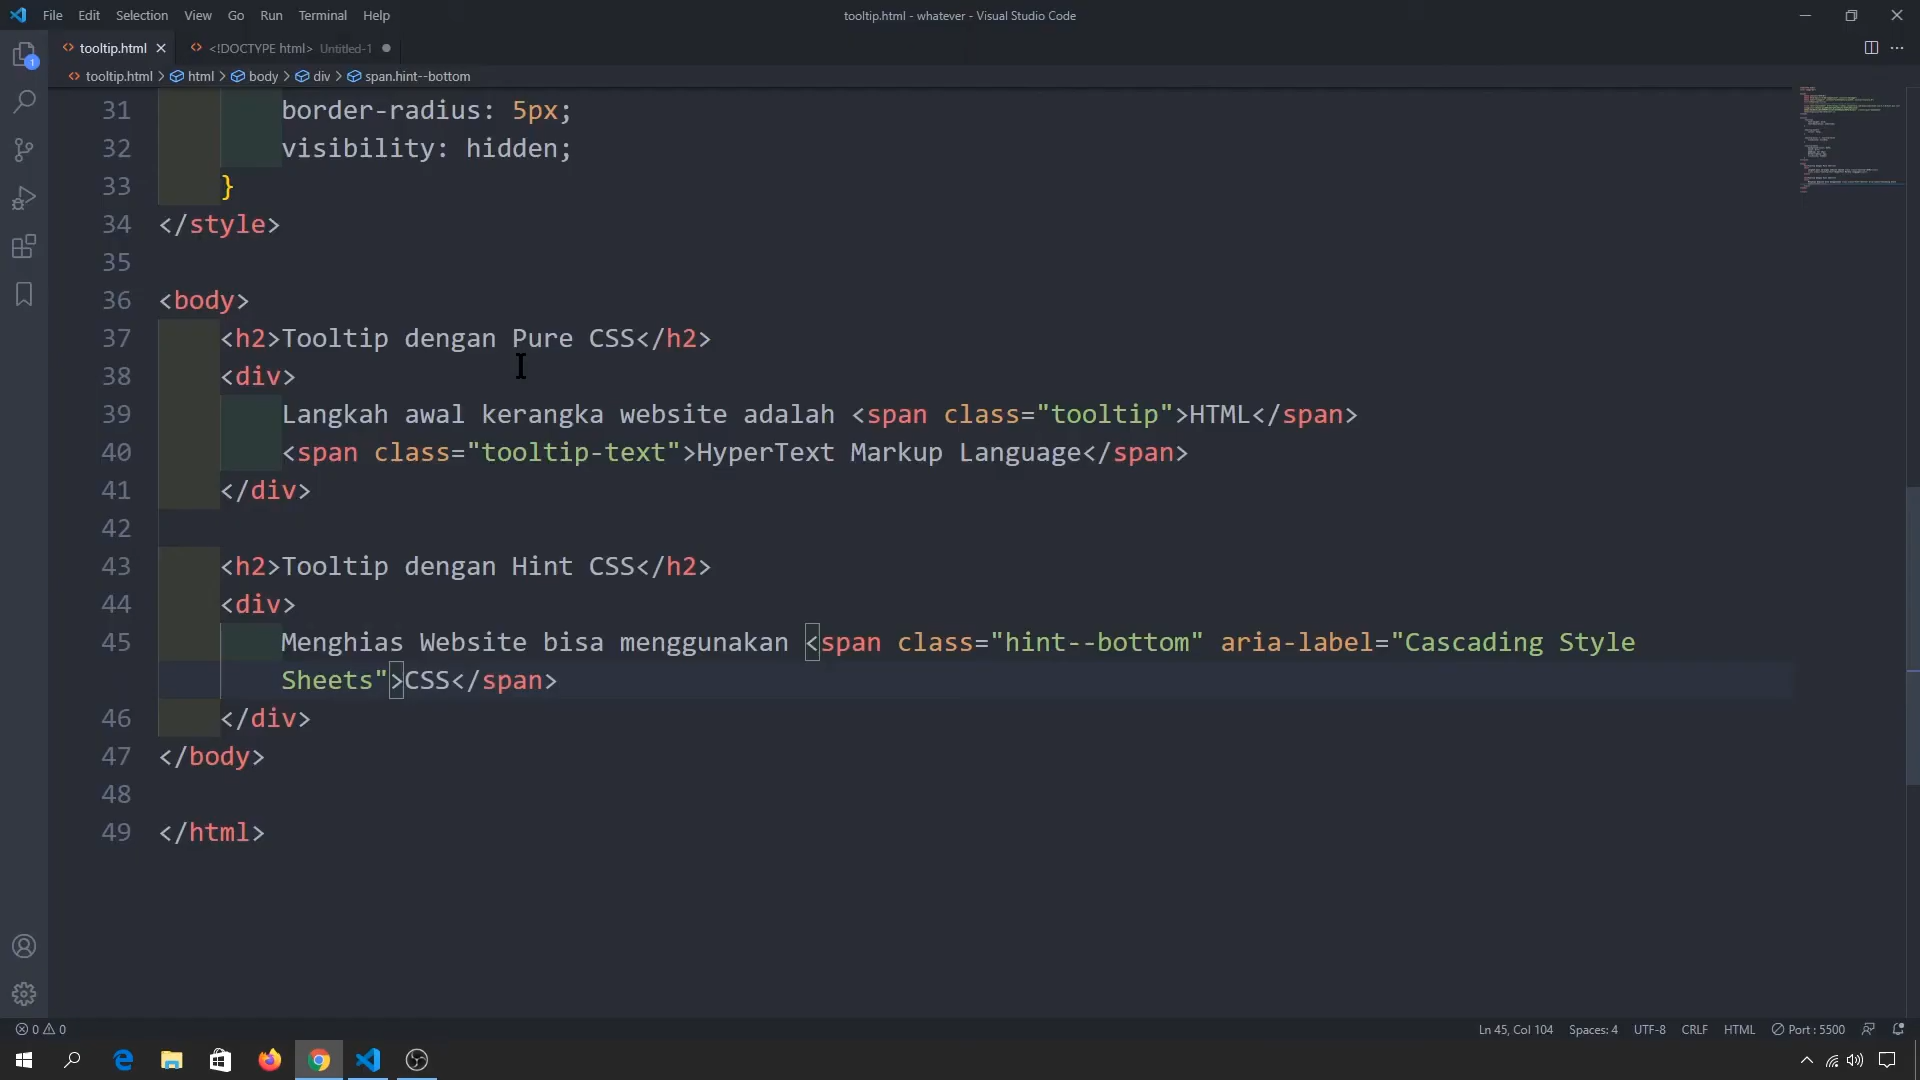 File Edit Selection View Go Run Terminal Help
tooltip.html - whatever - Visual Studio Code
tooltip.html
<!DOCTYPE html> Untitled-1
tooltip.html > html > body > div > span.hint--bottom
1
31 border-radius: 5px;
32 visibility: hidden;
33 }
34 </style>
35
36 <body>
37 <h2>Tooltip dengan Pure CSS</h2>
38 <div>
39 Langkah awal kerangka website adalah <span class="tooltip">HTML</span>
40 <span class="tooltip-text">HyperText Markup Language</span>
41 </div>
42
43 <h2>Tooltip dengan Hint CSS</h2>
44 <div>
45 Menghias Website bisa menggunakan <span class="hint--bottom" aria-label="Cascading Style
Sheets">CSS</span>
46 </div>
47 </body>
48
49 </html>
0 0
Ln 45, Col 104 Spaces: 4 UTF-8 CRLF HTML Port : 5500